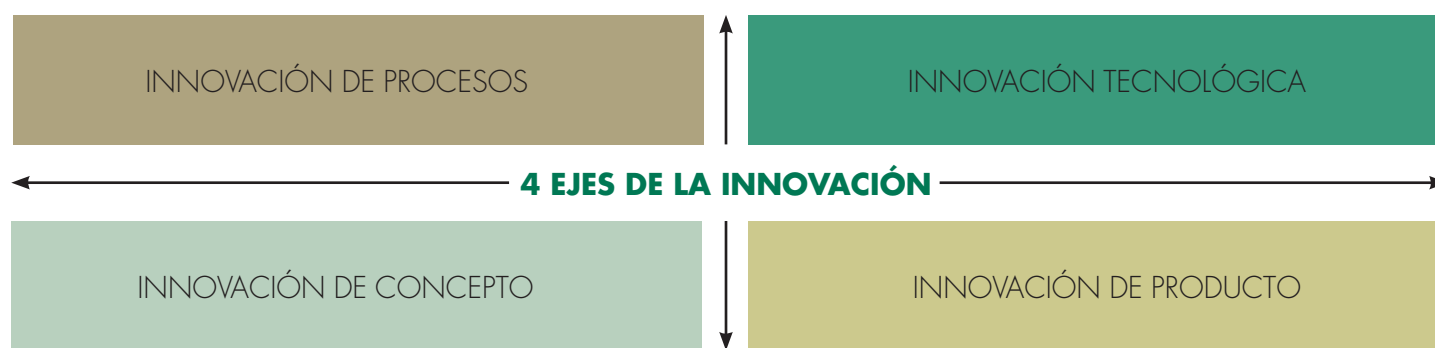 INNOVACIÓN DE PROCESOS
INNOVACIÓN TECNOLÓGICA
4 EJES DE LA INNOVACIÓN
INNOVACIÓN DE CONCEPTO
INNOVACIÓN DE PRODUCTO